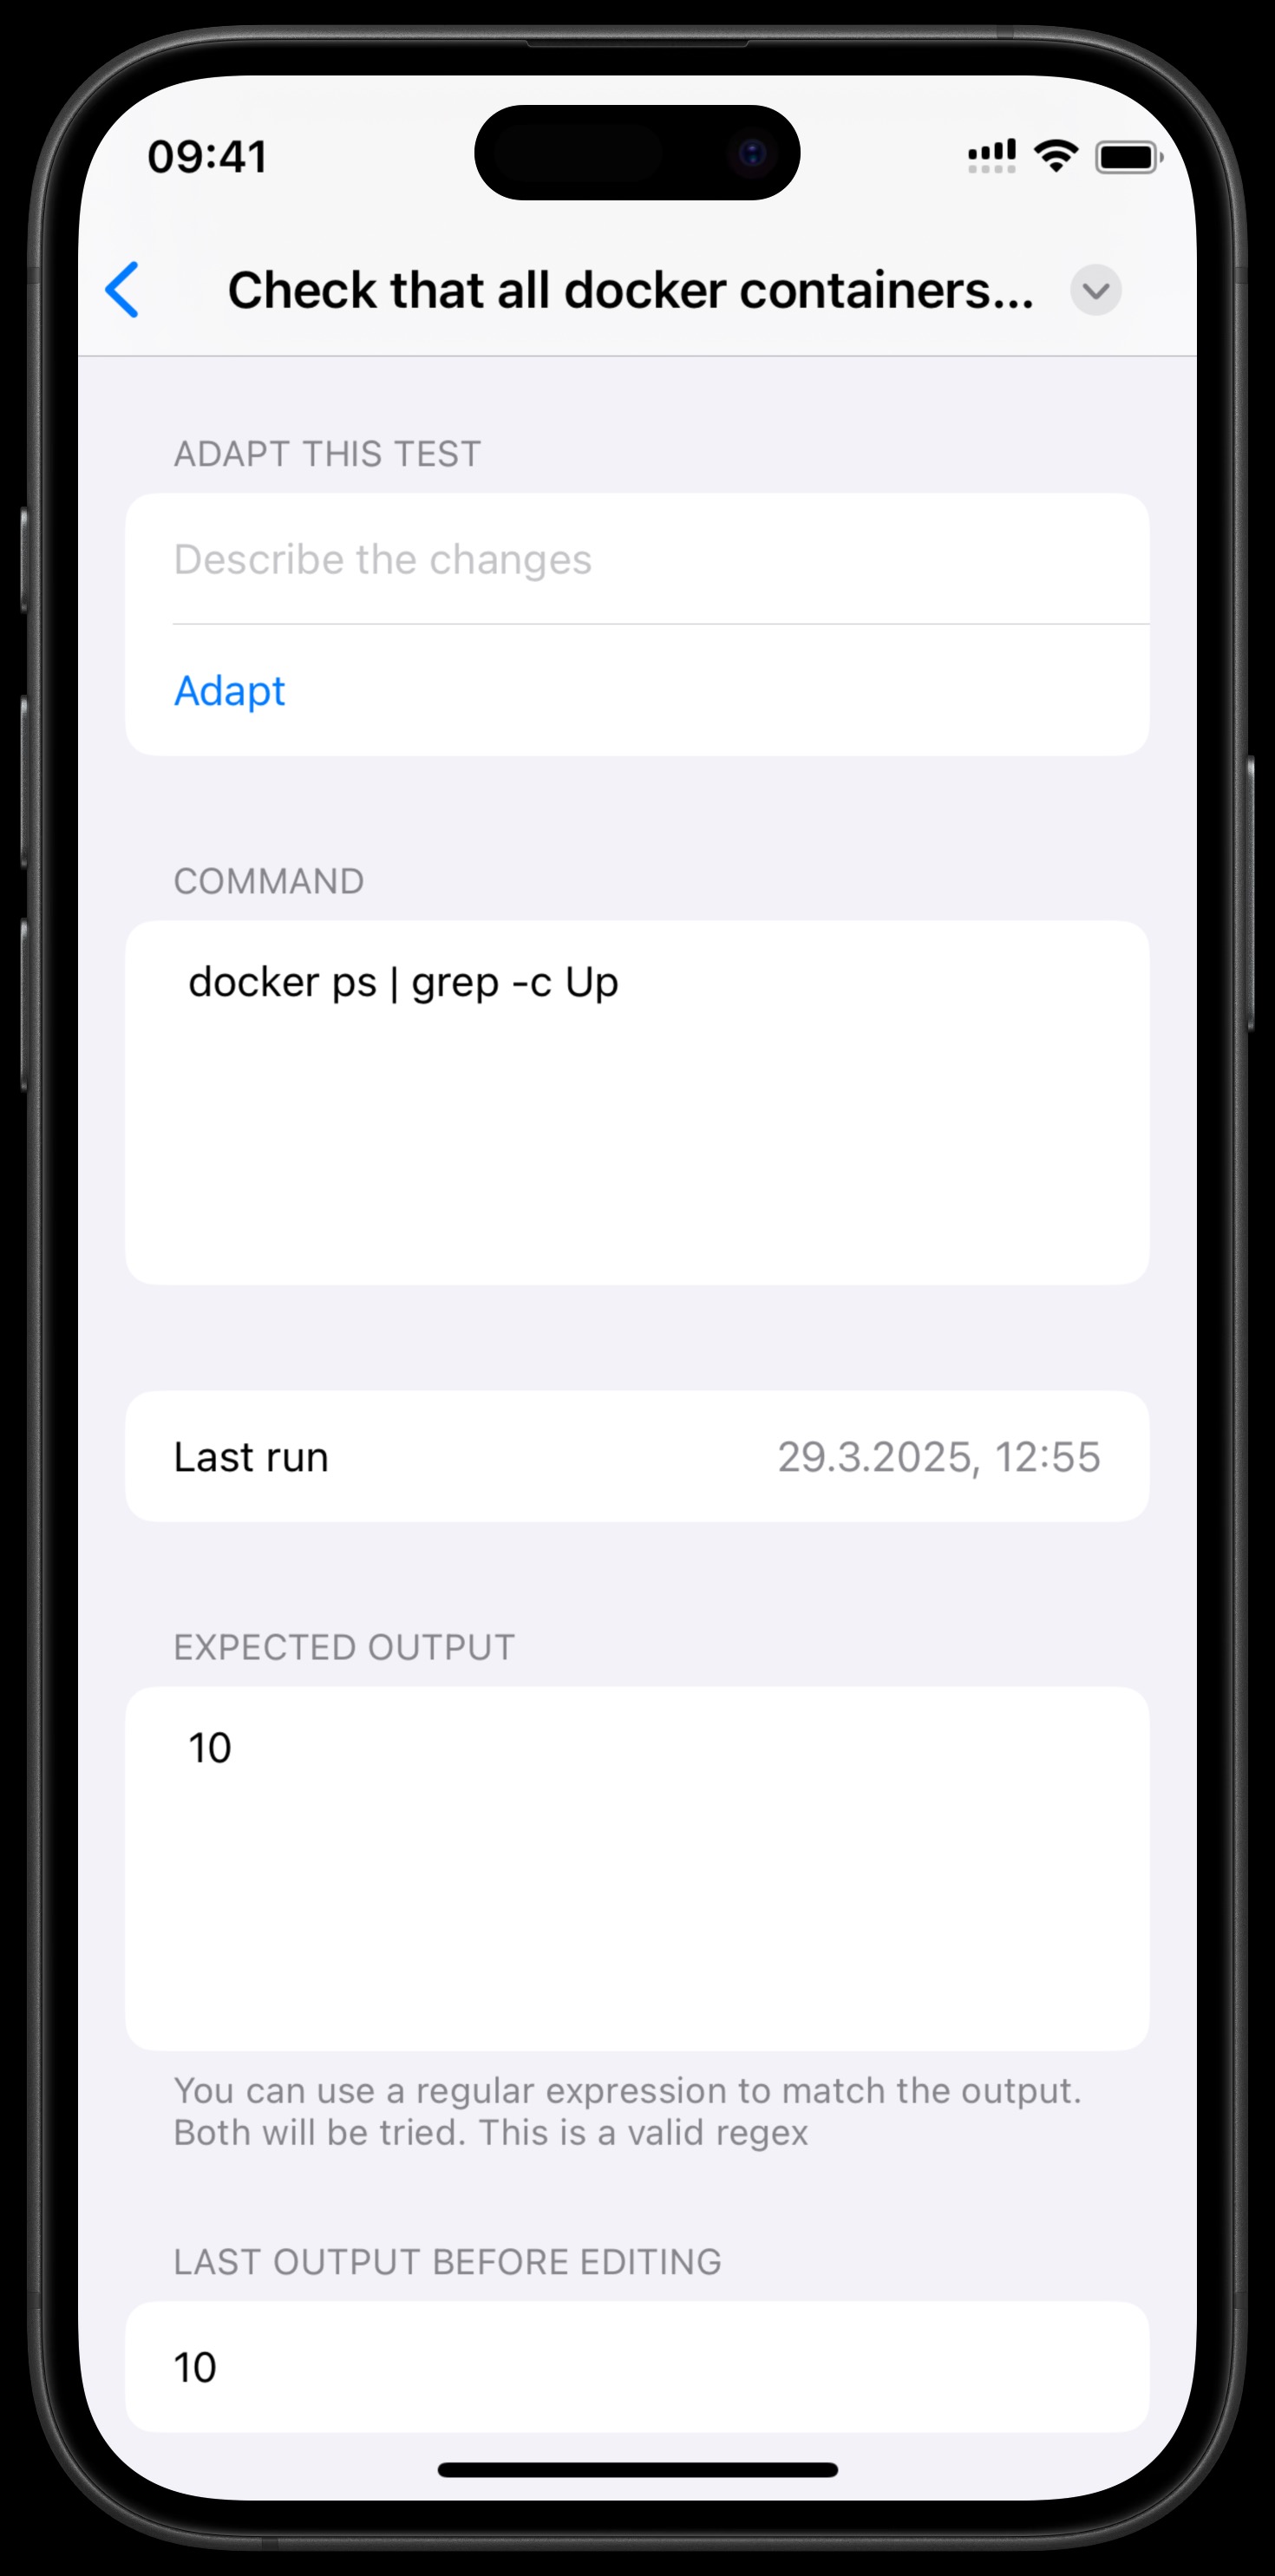 09:41
Check that all docker containers...
ADAPT THIS TEST
Describe the changes
Adapt
COMMAND
docker ps | grep -c Up
Last run 29.3.2025, 12:55
EXPECTED OUTPUT
10
You can use a regular expression to match the output.
Both will be tried. This is a valid regex
LAST OUTPUT BEFORE EDITING
10